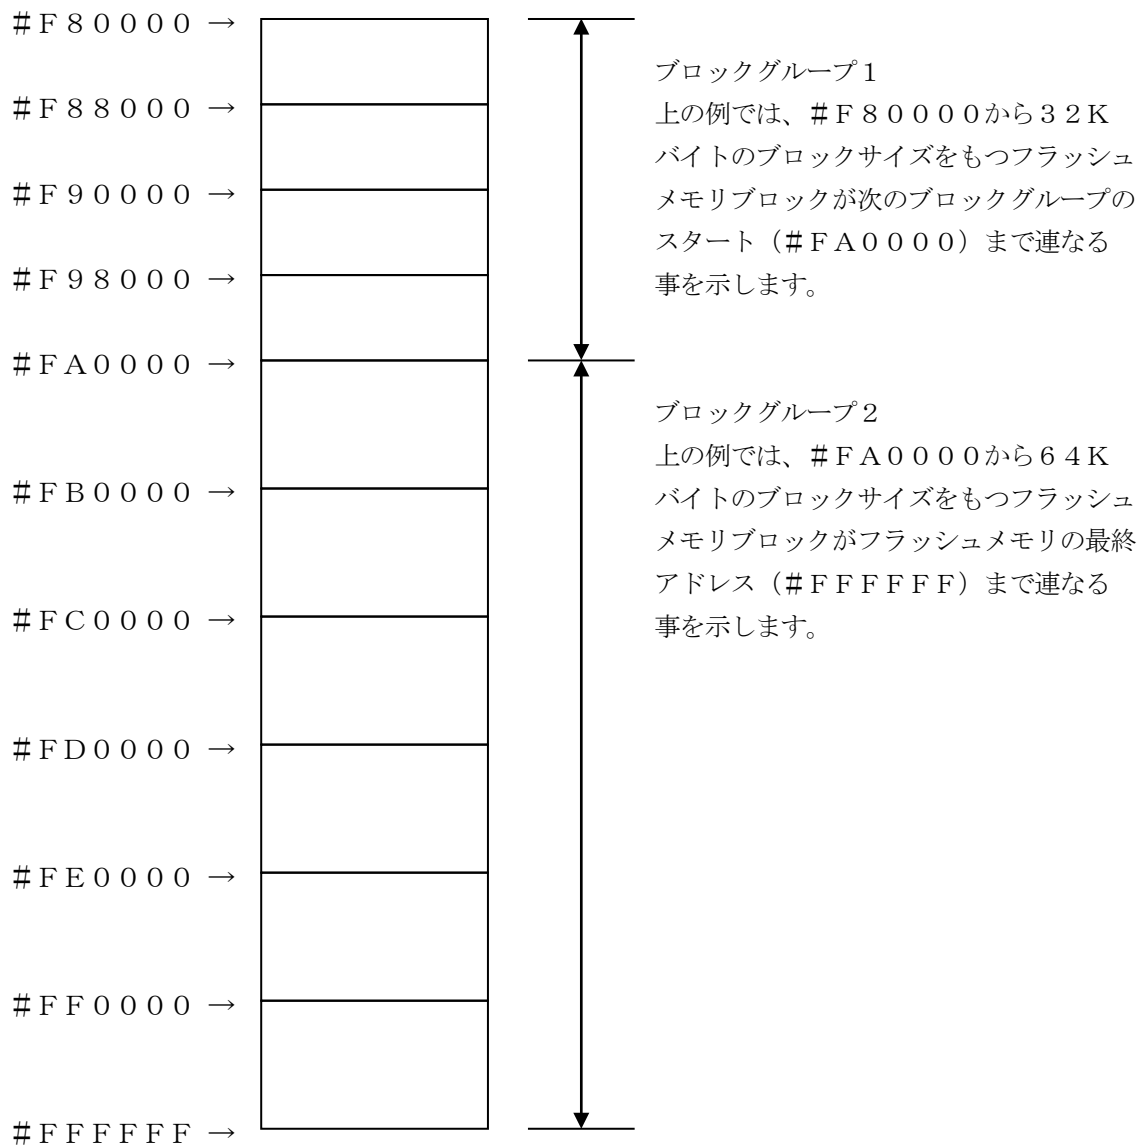 #F80000 →
ブロックグループ1
上の例では、#F80000から32K
#F88000 →
バイトのブロックサイズをもつフラッシュ
#F90000 →
メモリブロックが次のブロックグループの
スタート(#FA0000)まで連なる
#F98000 →
事を示します。
#FA0000 →
ブロックグループ2
上の例では、#FA0000から64K
#FB0000 →
バイトのブロックサイズをもつフラッシュ
メモリブロックがフラッシュメモリの最終
アドレス(#FFFFFF)まで連なる
#FC0000 →
事を示します。
#FD0000 →
#FE0000 →
#FF0000 →
#FFFFFF →